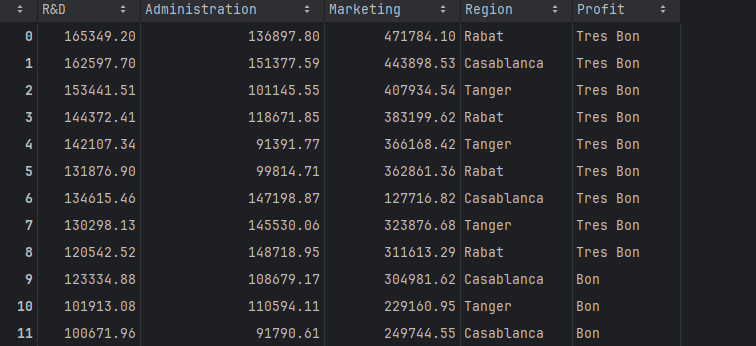 R&D Administration Marketing Region Profit
0 165349.20 136897.80 471784.10 Rabat Tres Bon
1 162597.70 151377.59 443898.53 Casablanca Tres Bon
2 153441.51 101145.55 407934.54 Tanger Tres Bon
3 144372.41 118671.85 383199.62 Rabat Tres Bon
4 142107.34 91391.77 366168.42 Tanger Tres Bon
5 131876.90 99814.71 362861.36 Rabat Tres Bon
6 134615.46 147198.87 127716.82 Casablanca Tres Bon
7 130298.13 145530.06 323876.68 Tanger Tres Bon
8 120542.52 148718.95 311613.29 Rabat Tres Bon
9 123334.88 108679.17 304981.62 Casablanca Bon
10 101913.08 110594.11 229160.95 Tanger Bon
11 100671.96 91790.61 249744.55 Casablanca Bon